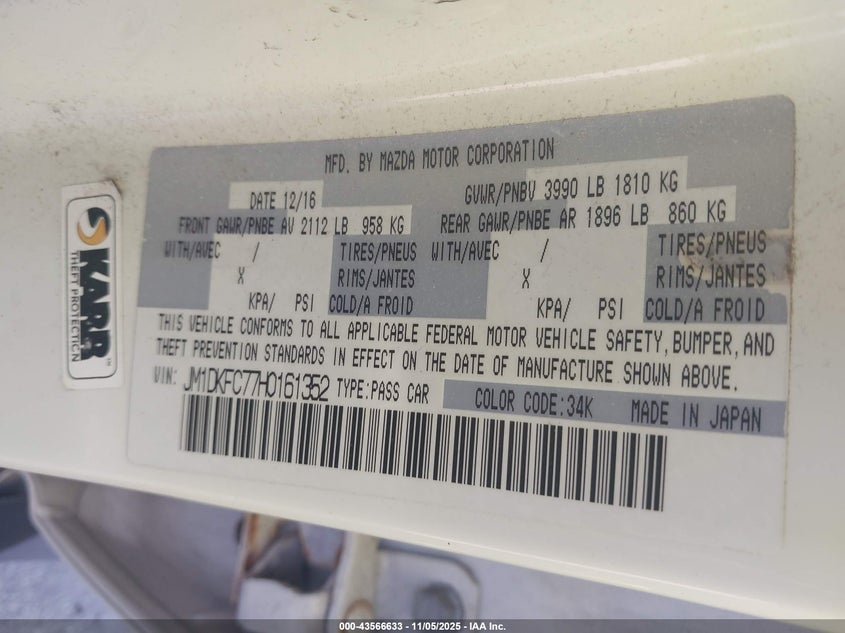 MFD. BY MAZDA MOTOR CORPORATION
DATE 12/16 GVWR/PNBV 3990 LB 1810 KG
FRONT GAWR/PNBE AV 2112 LB 958 KG REAR GAWR/PNBE AR 1896 LB 860 KG
WITH/AVEC / TIRES/PNEUS WITH/AVEC / TIRES/PNEUS
X RIMS/JANTES X RIMS/JANTES
KPA/ PSI COLD/A FROID KPA/ PSI COLD/A FROID
THIS VEHICLE CONFORMS TO ALL APPLICABLE FEDERAL MOTOR VEHICLE SAFETY, BUMPER, AND
THEFT PREVENTION STANDARDS IN EFFECT ON THE DATE OF MANUFACTURE SHOWN ABOVE.
VIN: JM1DKFC77H0161352 TYPE:PASS CAR COLOR CODE:34K MADE IN JAPAN
KARR™
THEFT PROTECTION
000-43566633 - 11/05/2025 - IAA Inc.